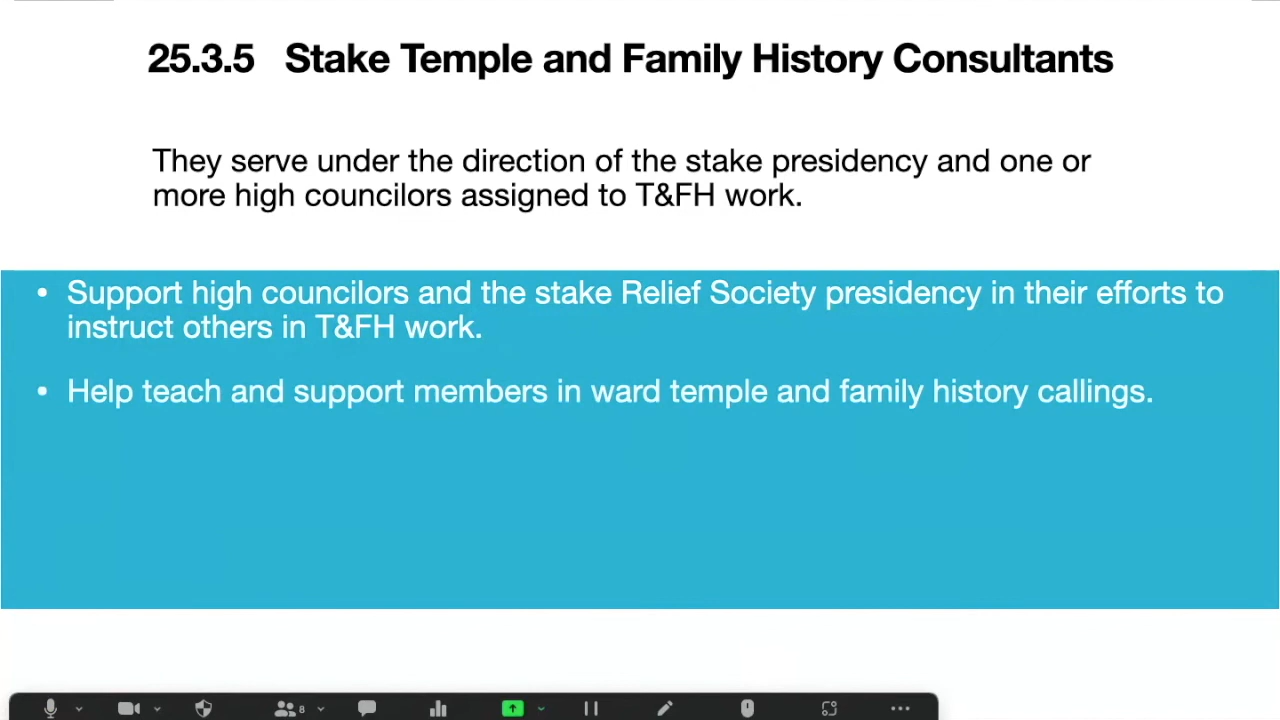 25.3.5 Stake Temple and Family History Consultants
They serve under the direction of the stake presidency and one or
more high councilors assigned to T&FH work.
• Support high councilors and the stake Relief Society presidency in their efforts to
instruct others in T&FH work.
• Help teach and support members in ward temple and family history callings.
8